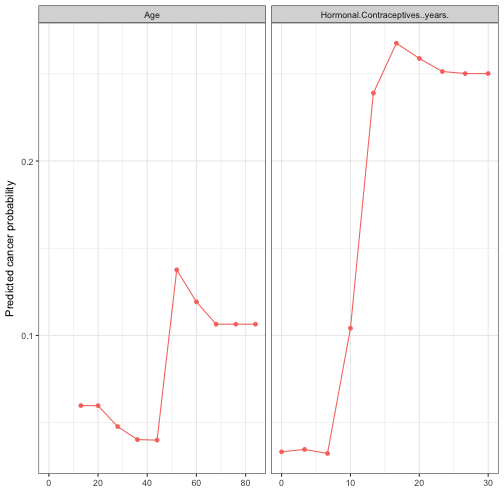 Age
Hormonal.Contraceptives..years.
Predicted cancer probability
0.2
0.1
0 20 40 60 80
0 10 20 30